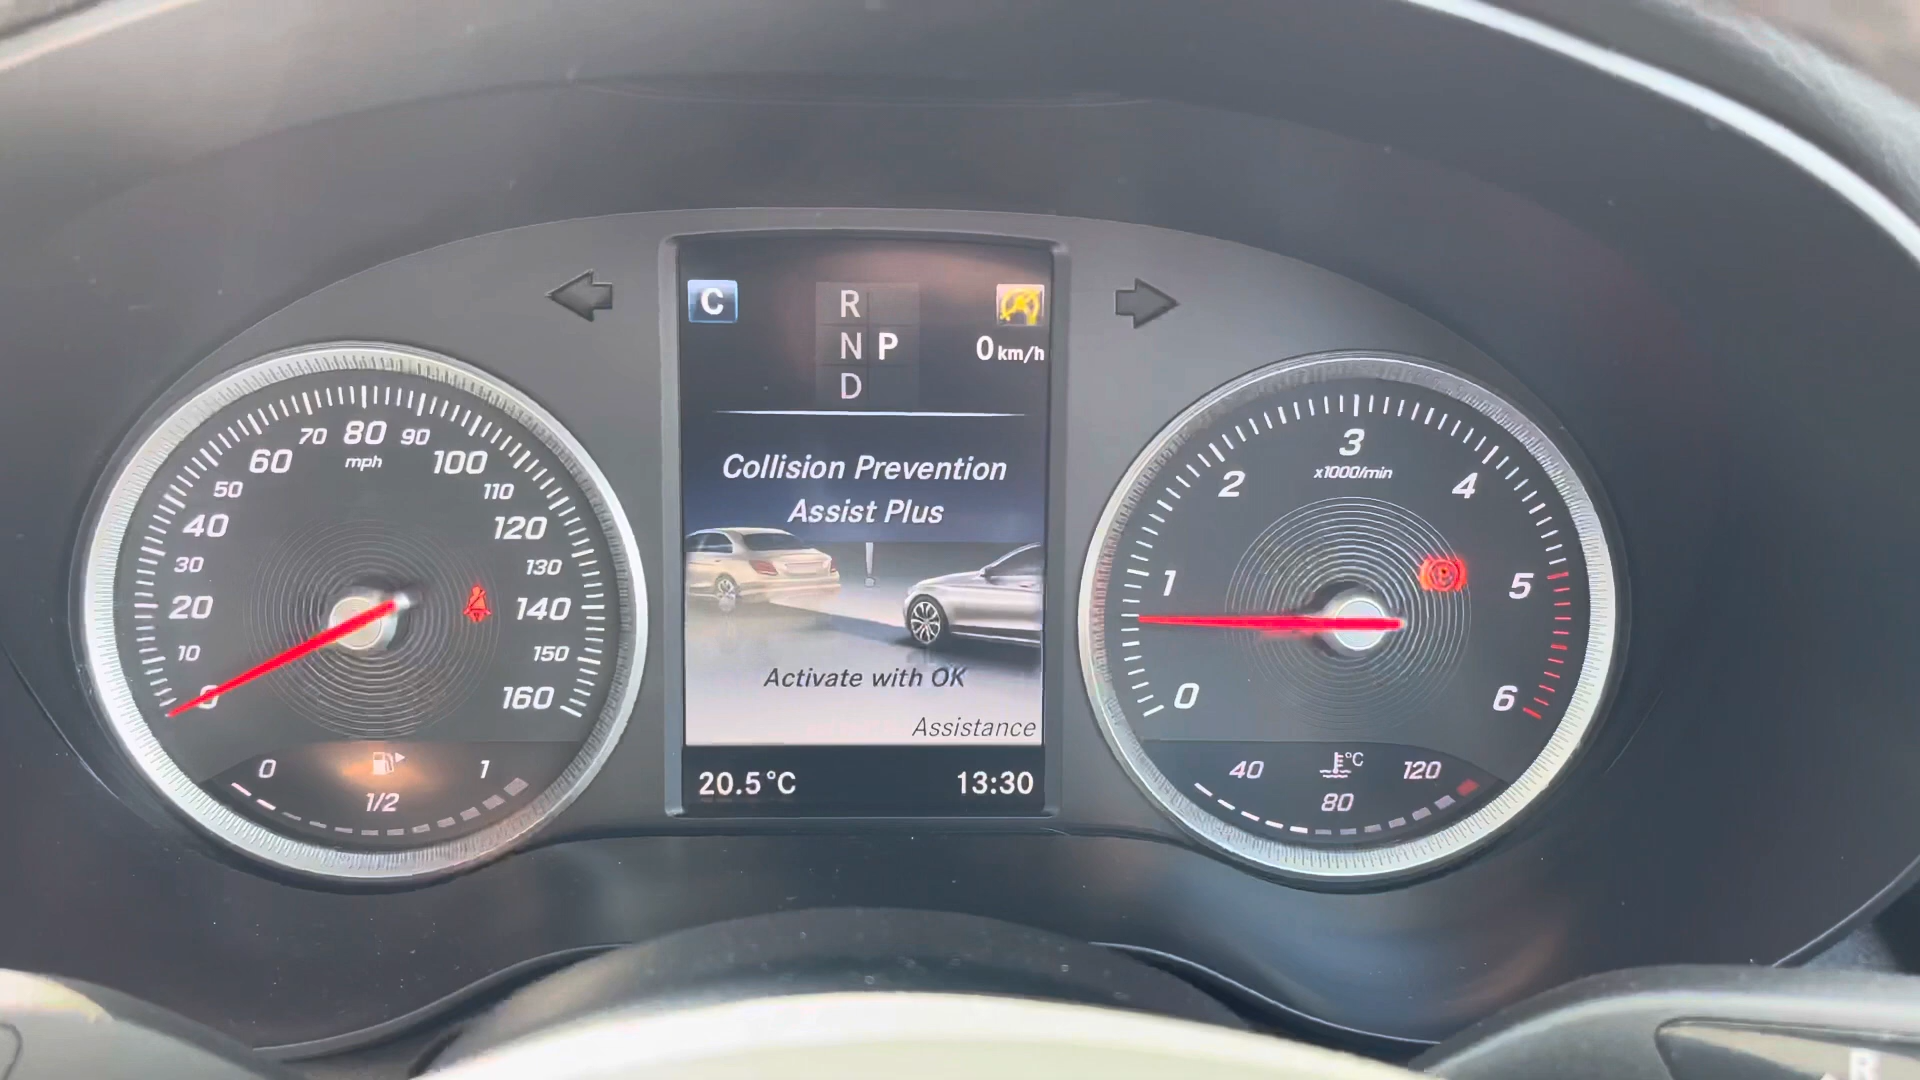 C
R
N P
D
0 km/h
Collision Prevention
Assist Plus
Activate with OK
Assistance
20.5°C 13:30
0
10
20
30
40
50
60
70
80
90
100
110
120
130
140
150
160
mph
0 1/2 1
0
1
2
3
4
5
6
x1000/min
40 80 120
°C
R